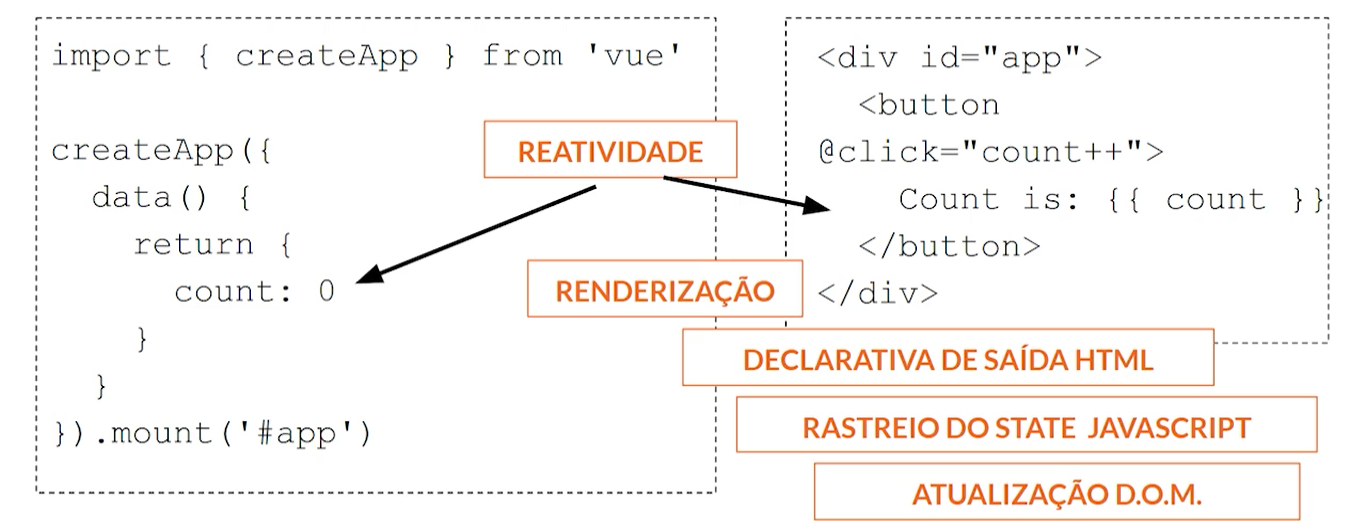 import { createApp } from 'vue'
createApp({
data() {
return {
count: 0
}
}
}).mount('#app')
<div id="app">
<button
@click="count++">
Count is: {{ count }}
</button>
</div>
REATIVIDADE
RENDERIZAÇÃO
DECLARATIVA DE SAÍDA HTML
RASTREIO DO STATE JAVASCRIPT
ATUALIZAÇÃO D.O.M.